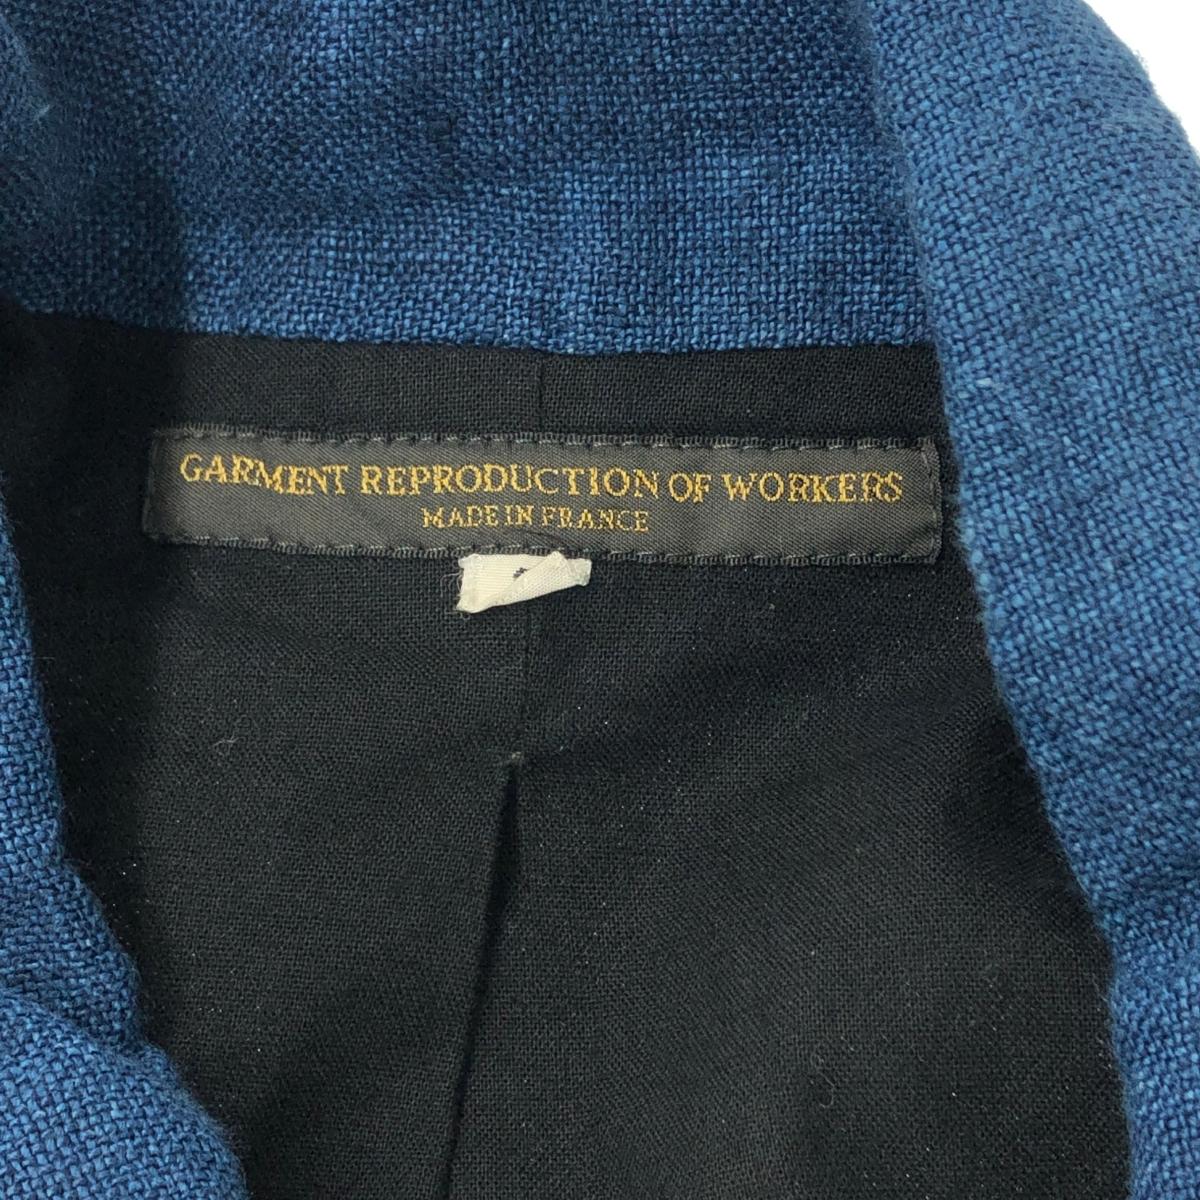 GARMENT REPRODUCTION OF WORKERS
MADE IN FRANCE